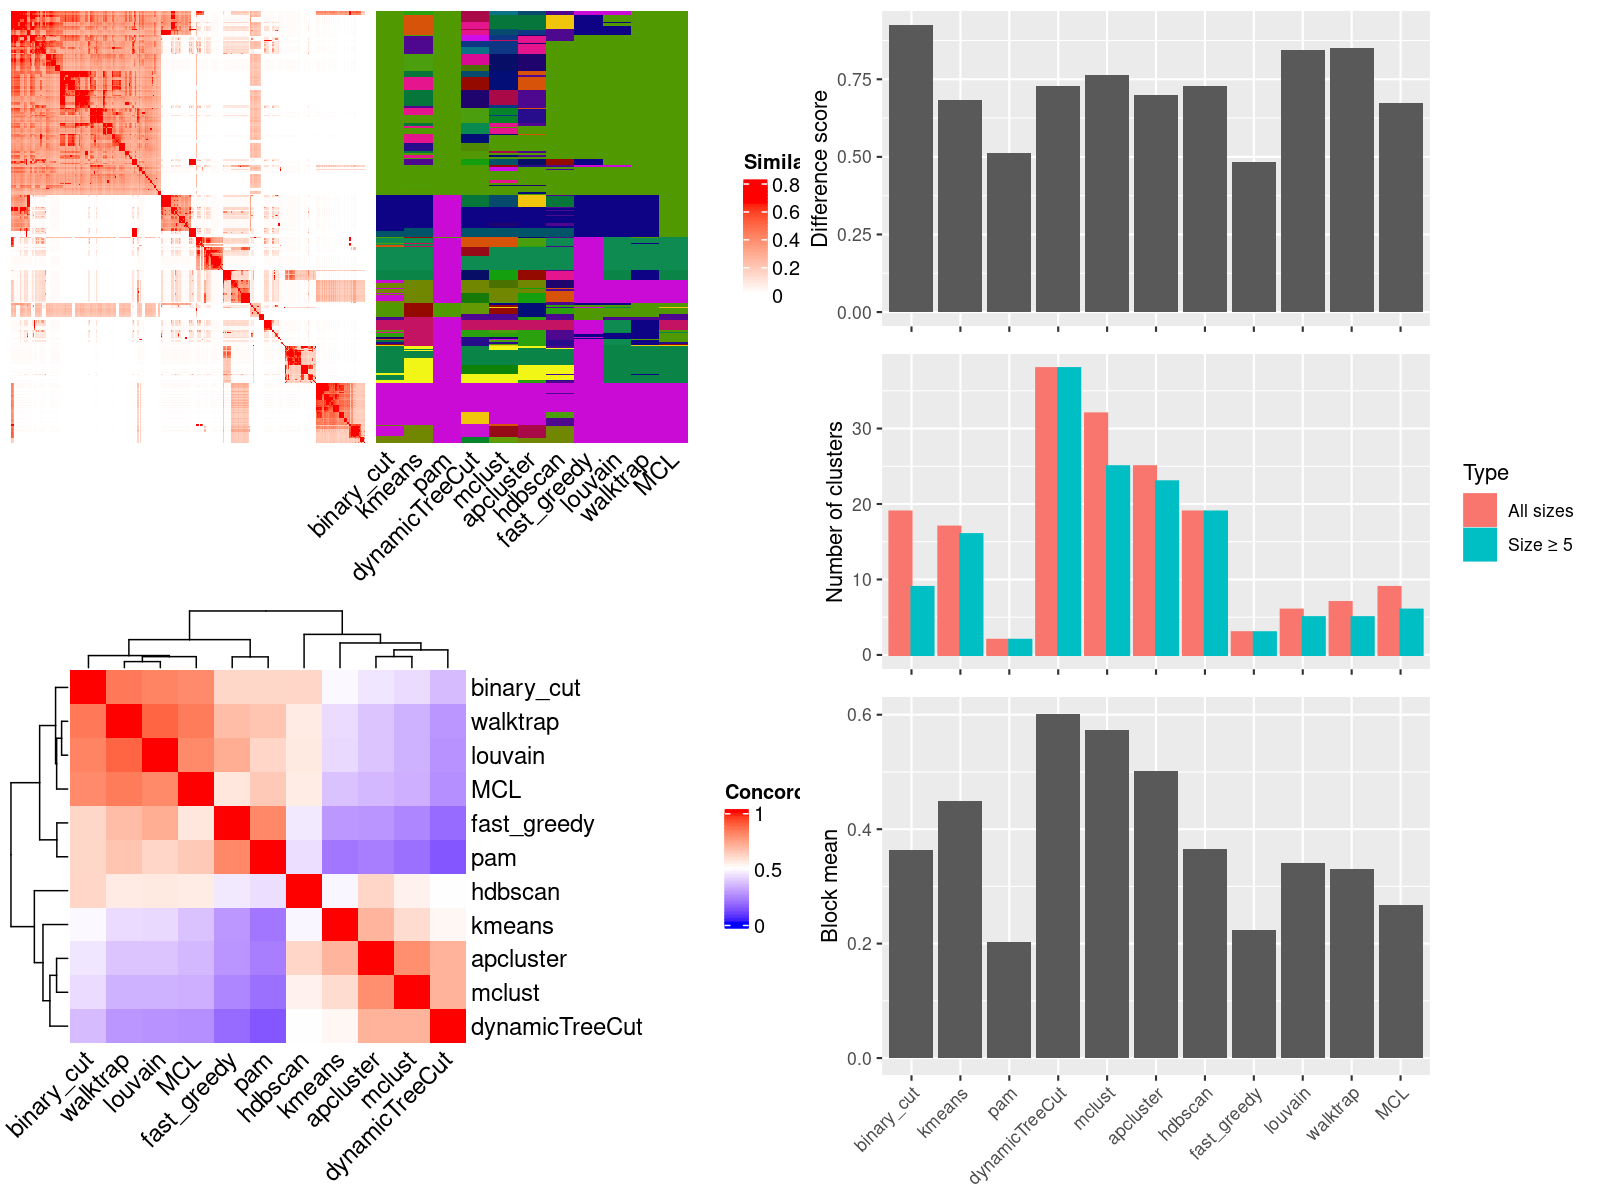 Simila
0.8
0.6
0.4
0.2
0
binary_cut
kmeans
pam
dynamicTreeCut
mclust
apcluster
hdbscan
fast_greedy
louvain
walktrap
MCL
binary_cut
walktrap
louvain
MCL
fast_greedy
pam
hdbscan
kmeans
apcluster
mclust
dynamicTreeCut
binary_cut
walktrap
louvain
MCL
fast_greedy
pam
hdbscan
kmeans
apcluster
mclust
dynamicTreeCut
Concord
1
0.5
0
Difference score
0.75
0.50
0.25
0.00
Number of clusters
30
20
10
0
Type
All sizes
Size ≥ 5
Block mean
0.6
0.4
0.2
0.0
binary_cut
kmeans
pam
dynamicTreeCut
mclust
apcluster
hdbscan
fast_greedy
louvain
walktrap
MCL